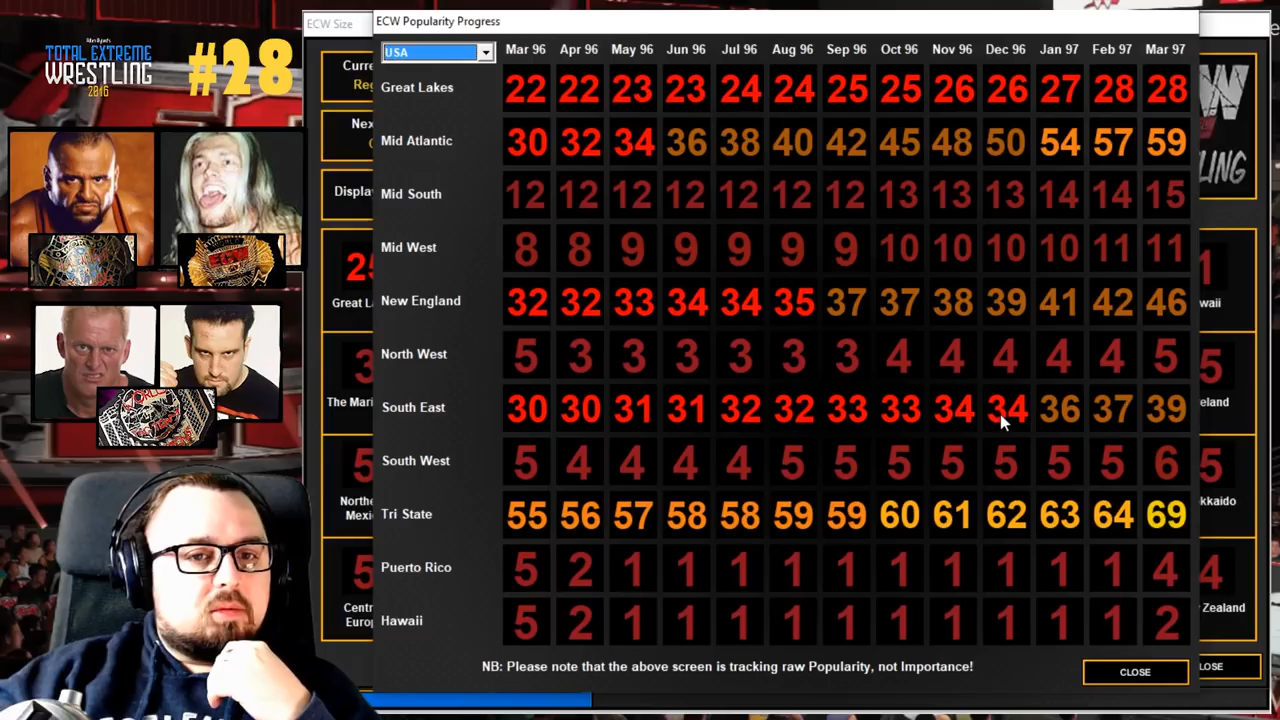 Adam Ryland's
TOTAL EXTREME
WRESTLING
2016
#28
ECW Size
ECW Popularity Progress
USA Mar 96 Apr 96 May 96 Jun 96 Jul 96 Aug 96 Sep 96 Oct 96 Nov 96 Dec 96 Jan 97 Feb 97 Mar 97
Great Lakes 22 22 23 23 24 24 25 25 26 26 27 28 28
Mid Atlantic 30 32 34 36 38 40 42 45 48 50 54 57 59
Mid South 12 12 12 12 12 12 12 13 13 13 14 14 15
Mid West 8 8 9 9 9 9 9 10 10 10 10 11 11
New England 32 32 33 34 34 35 37 37 38 39 41 42 46
North West 5 3 3 3 3 3 3 4 4 4 4 4 5
South East 30 30 31 31 32 32 33 33 34 34 36 37 39
South West 5 4 4 4 4 5 5 5 5 5 5 5 6
Tri State 55 56 57 58 58 59 59 60 61 62 63 64 69
Puerto Rico 5 2 1 1 1 1 1 1 1 1 1 1 4
Hawaii 5 2 1 1 1 1 1 1 1 1 1 1 2
NB: Please note that the above screen is tracking raw Popularity, not Importance!
CLOSE